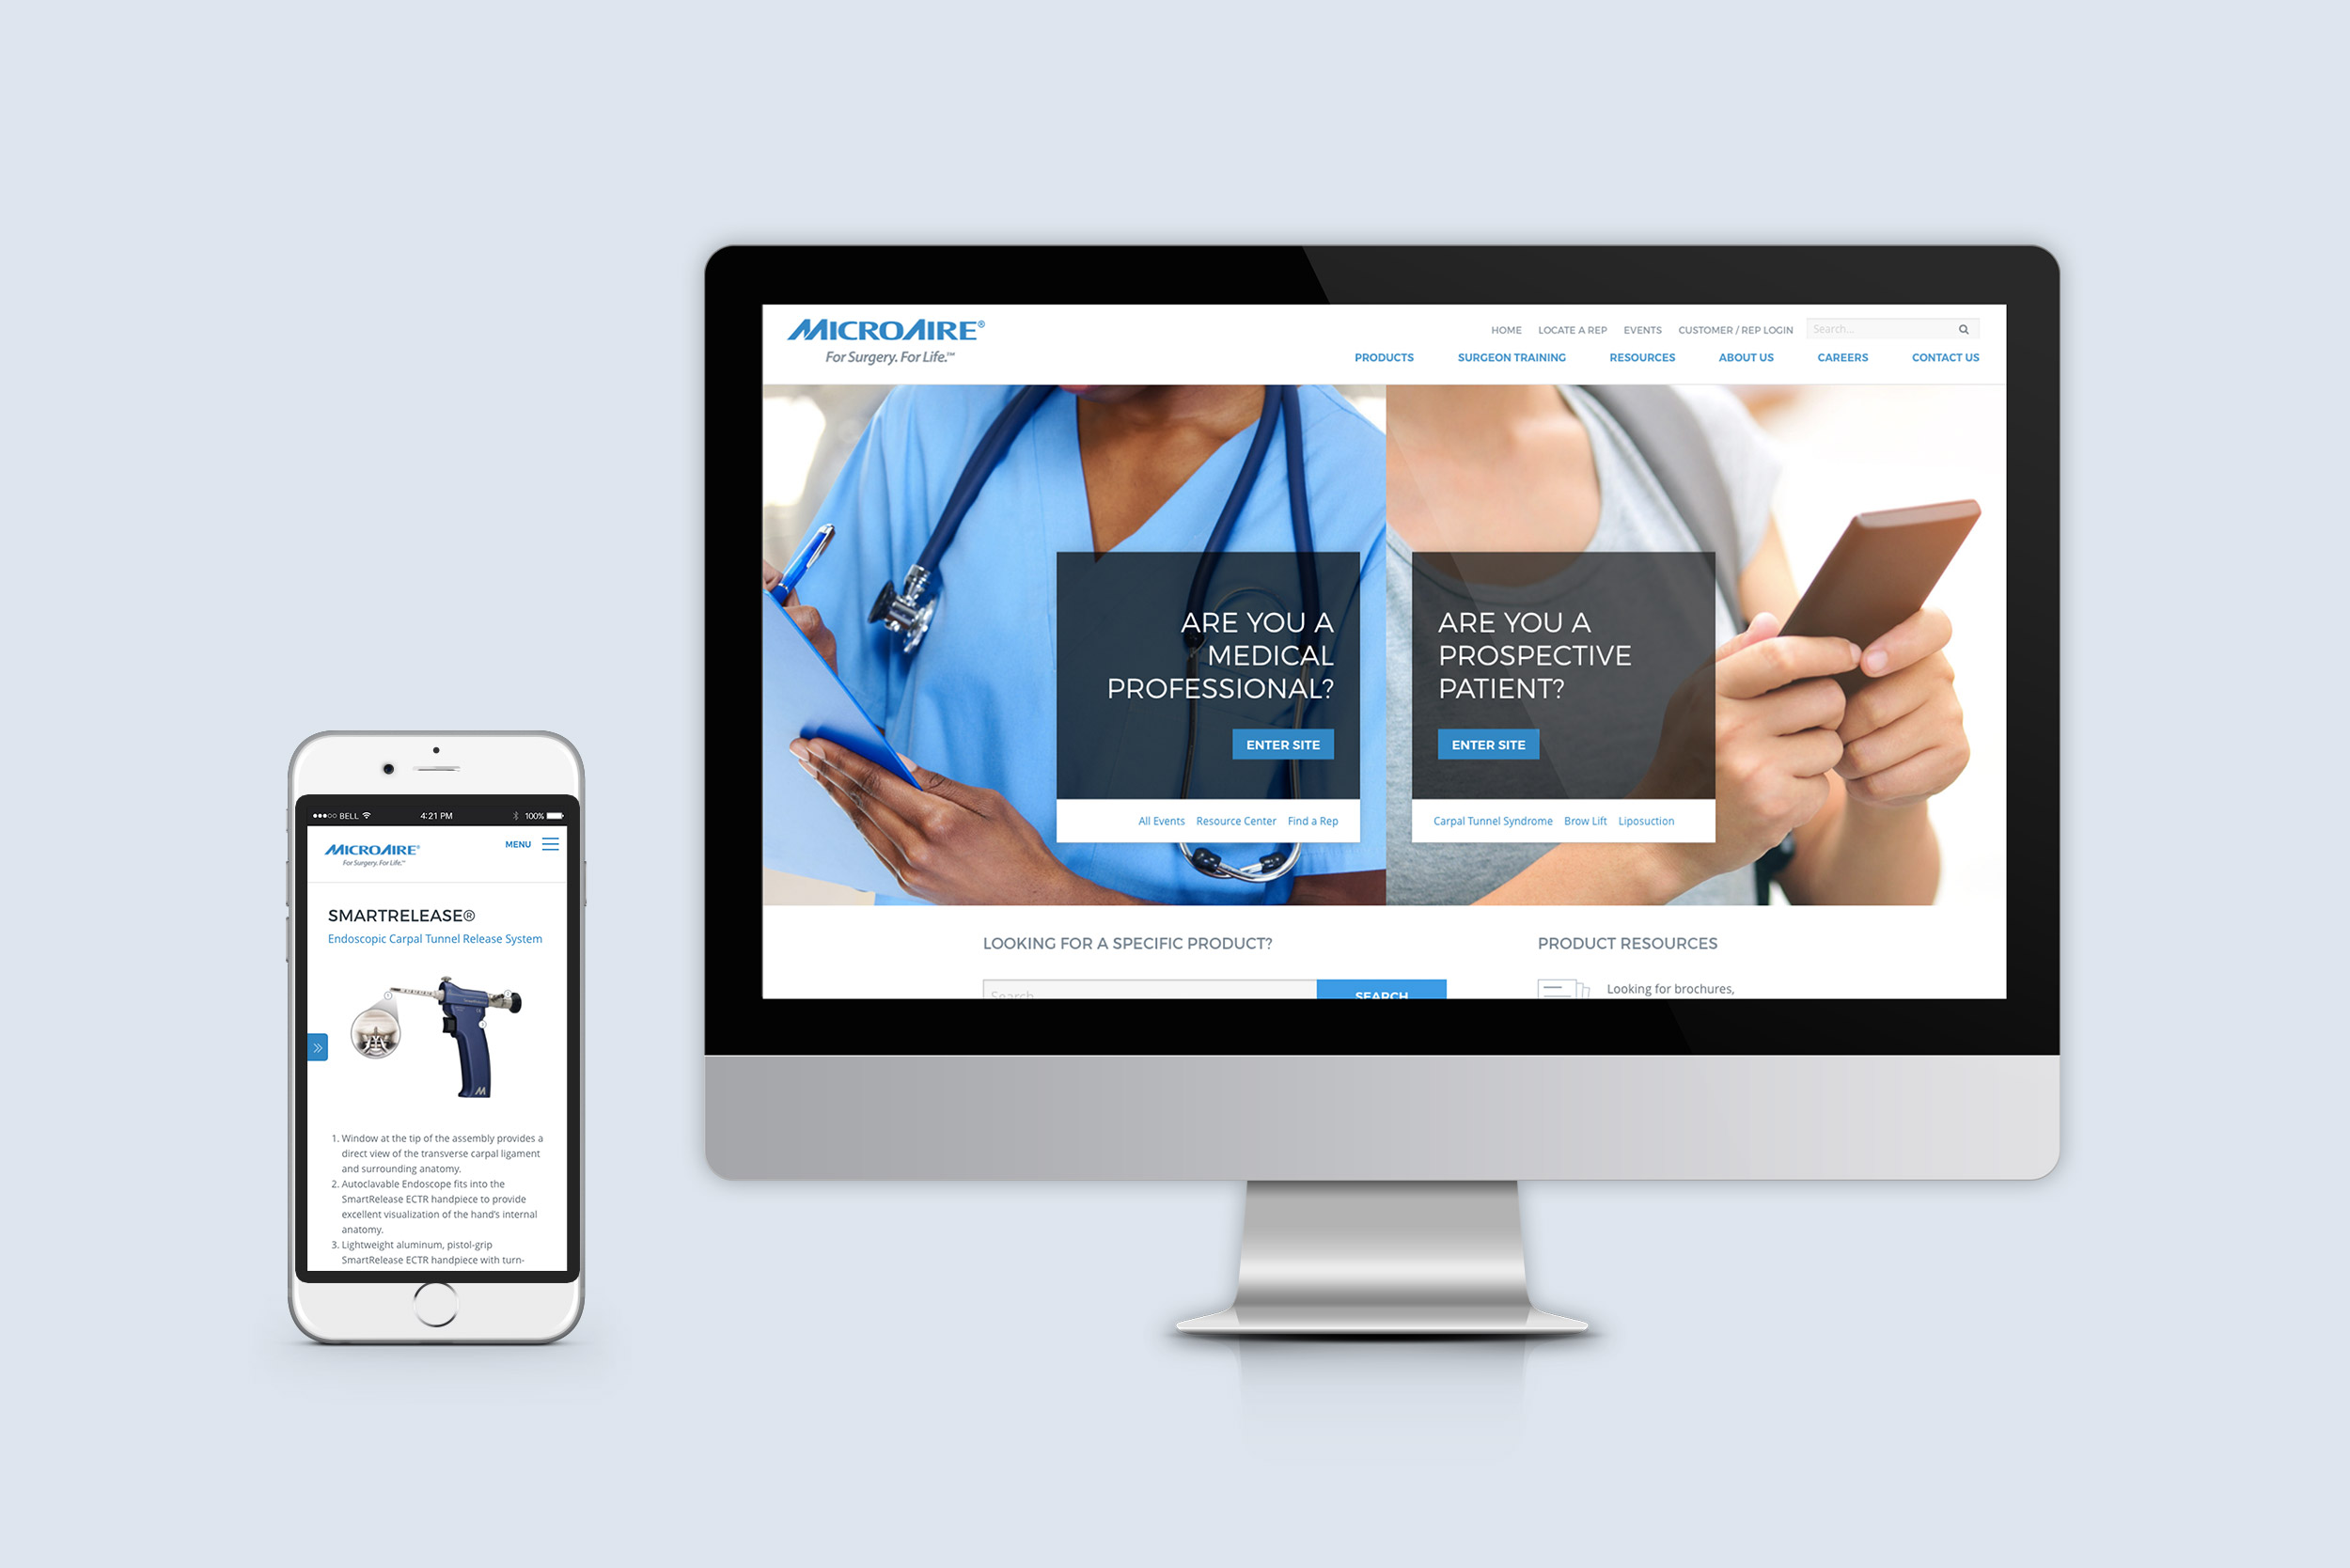 MICROAIRE®
For Surgery. For Life.™
HOME LOCATE A REP EVENTS CUSTOMER / REP LOGIN Search...
PRODUCTS SURGEON TRAINING RESOURCES ABOUT US CAREERS CONTACT US
ARE YOU A
MEDICAL
PROFESSIONAL?
ENTER SITE
All Events Resource Center Find a Rep
ARE YOU A
PROSPECTIVE
PATIENT?
ENTER SITE
Carpal Tunnel Syndrome Brow Lift Liposuction
LOOKING FOR A SPECIFIC PRODUCT?
Search
SEARCH
PRODUCT RESOURCES
Looking for brochures,
BELL 4:21 PM 100%
MICROAIRE®
For Surgery. For Life.™
MENU
SMARTRELEASE®
Endoscopic Carpal Tunnel Release System
1. Window at the tip of the assembly provides a
direct view of the transverse carpal ligament
and surrounding anatomy.
2. Autoclavable Endoscope fits into the
SmartRelease ECTR handpiece to provide
excellent visualization of the hand's internal
anatomy.
3. Lightweight aluminum, pistol-grip
SmartRelease ECTR handpiece with turn-